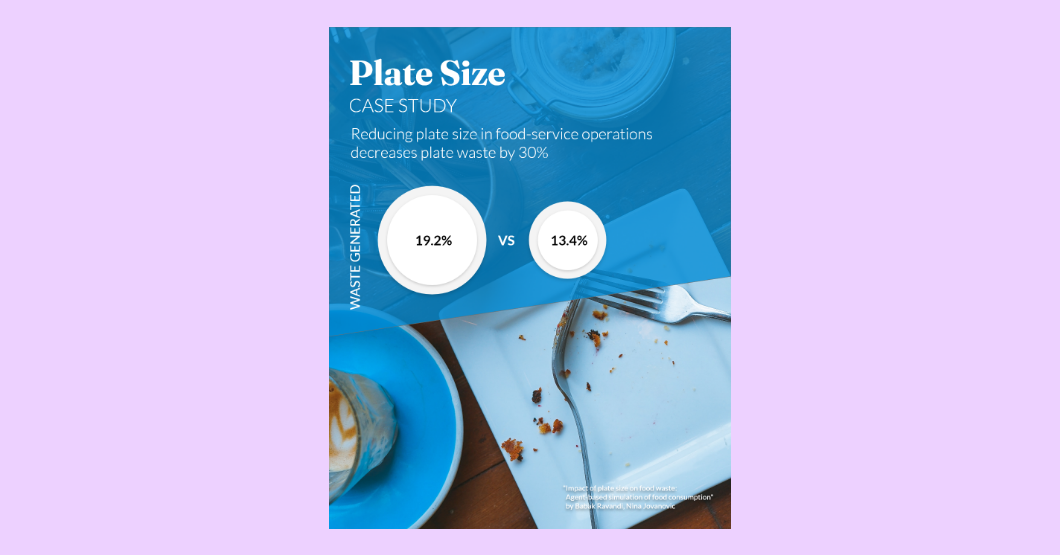 Plate Size
CASE STUDY
Reducing plate size in food-service operations
decreases plate waste by 30%
WASTE GENERATED
19.2%
VS
13.4%
"Impact of plate size on food waste:
Agent-based simulation of food consumption"
by Babak Ravandi, Nina Jovanovic